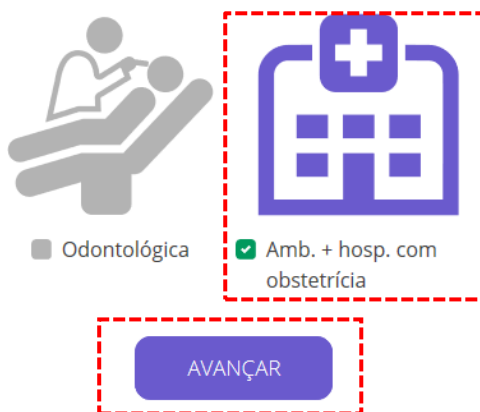 Odontológica
Amb. + hosp. com
obstetrícia
AVANÇAR